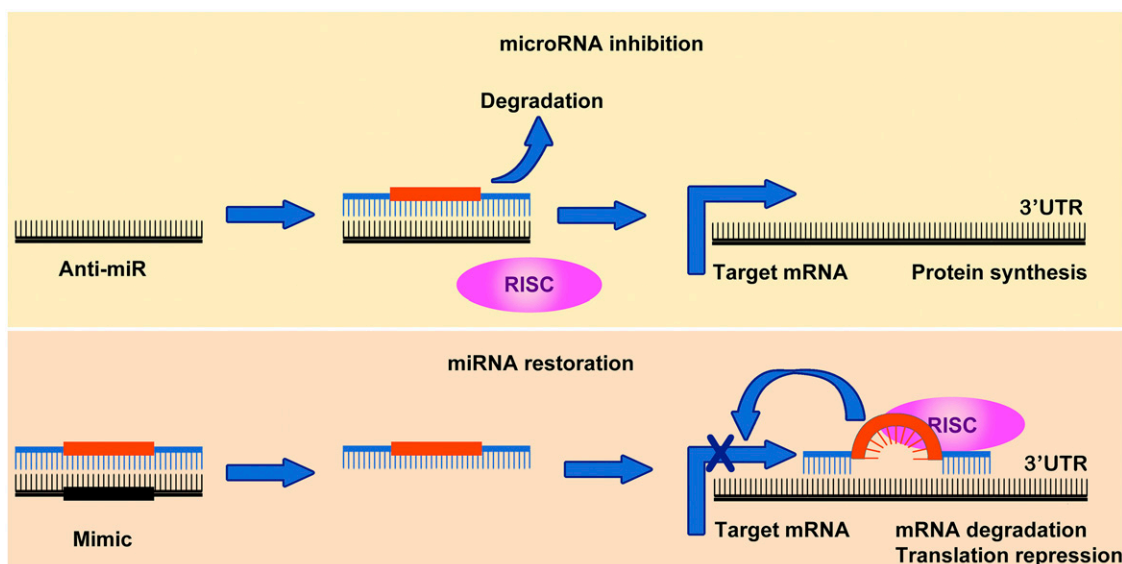 microRNA inhibition
Degradation
Anti-miR
RISC
3’UTR
Target mRNA
Protein synthesis
miRNA restoration
Mimic
RISC
3’UTR
Target mRNA
mRNA degradation
Translation repression